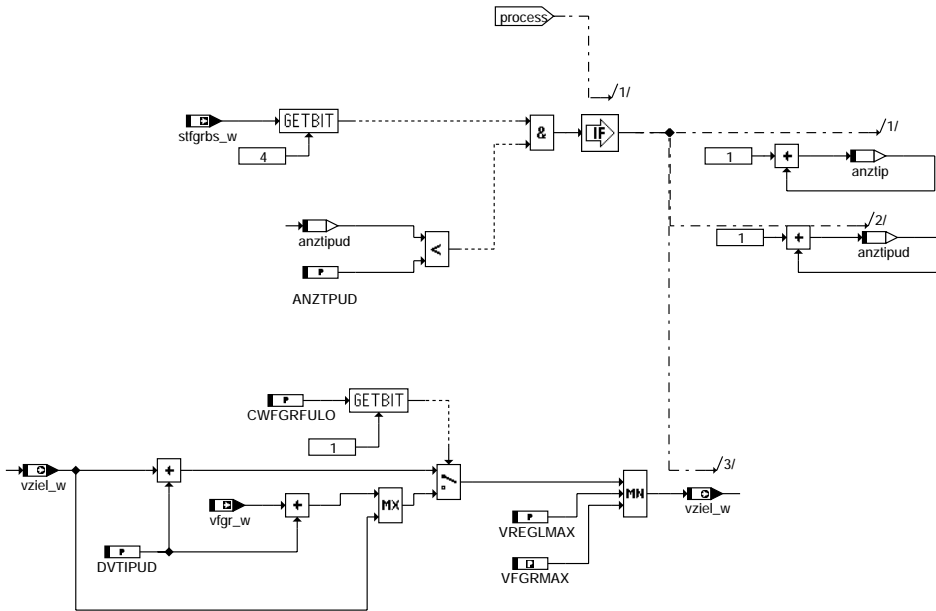 process
/1/
stfgrbs_w
GETBIT
4
&
IF
/1/
1
+
anztip
anztipud
<
ANZTPUD
/2/
1
+
anztipud
CWFGRFULO
GETBIT
1
/3/
vziel_w
+
vfgr_w
+
MX
MN
vziel_w
P
VREGLMAX
P
DVTIPUD
VFGRMAX
P
P